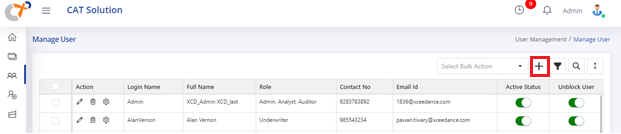 CAT Solution
9
Admin
Manage User
User Management / Manage User
Select Bulk Action
Action Login Name Full Name Role Contact No Email Id Active Status Unblock User
Admin XCD_Admin XCD_last Admin, Analyst, Auditor 9283783892 1836@xceedance.com
AlanVernon Alan Vernon Underwriter 985543234 pawan.tiwary@xceedance.com